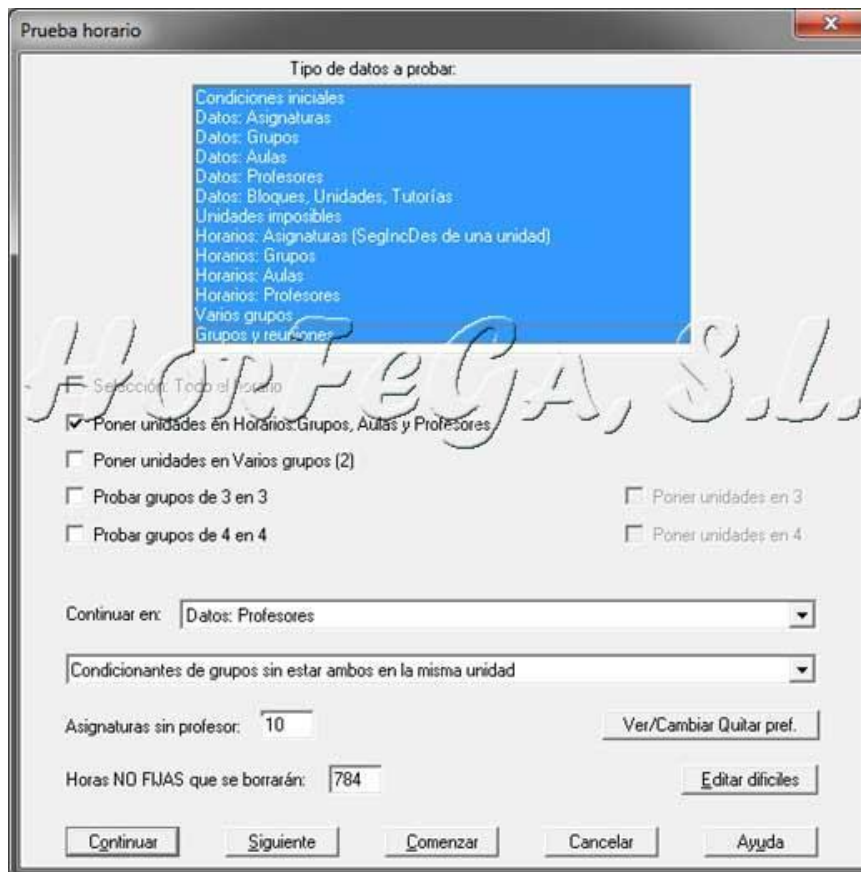 Prueba horario
Tipo de datos a probar:
Condiciones iniciales
Datos: Asignaturas
Datos: Grupos
Datos: Aulas
Datos: Profesores
Datos: Bloques, Unidades, Tutorías
Unidades imposibles
Horarios: Asignaturas (SegIncDes de una unidad)
Horarios: Grupos
Horarios: Aulas
Horarios: Profesores
Varios grupos
Grupos y reuniones
HorFeGA, S.L.
Selección: Todo el horario
Poner unidades en Horarios:Grupos, Aulas y Profesores
Poner unidades en Varios grupos (2)
Probar grupos de 3 en 3 Poner unidades en 3
Probar grupos de 4 en 4 Poner unidades en 4
Continuar en: Datos: Profesores
Condicionantes de grupos sin estar ambos en la misma unidad
Asignaturas sin profesor: 10 Ver/Cambiar Quitar pref.
Horas NO FIJAS que se borrarán: 784 Editar dificiles
Continuar Siguiente Comenzar Cancelar Ayuda